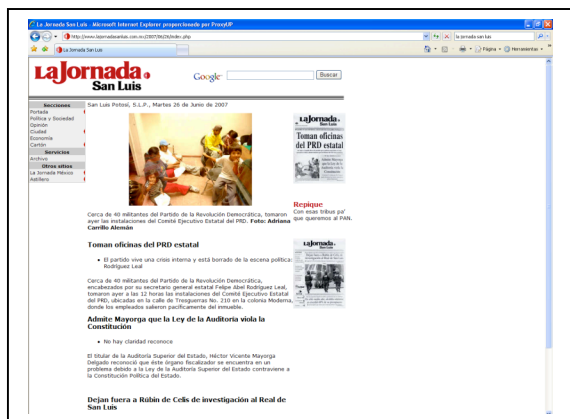 La Jornada San Luis - Microsoft Internet Explorer proporcionado por ProxyUP
http://www.lajornadasanluis.com.mx/2007/06/26/index.php
la jornada san luis
La Jornada San Luis
Página
Herramientas
LaJornada
San Luis
Google
Buscar
Secciones
Portada
Política y Sociedad
Opinión
Ciudad
Economía
Cartón
Servicios
Archivo
Otros sitios
La Jornada México
Astillero
San Luis Potosí, S.L.P., Martes 26 de Junio de 2007
Cerca de 40 militantes del Partido de la Revolución Democrática, tomaron
ayer las instalaciones del Comité Ejecutivo Estatal del PRD. Foto: Adriana
Carrillo Alemán
Toman oficinas del PRD estatal
El partido vive una crisis interna y está borrado de la escena política:
Rodríguez Leal
Cerca de 40 militantes del Partido de la Revolución Democrática,
encabezados por su secretario general estatal Felipe Abel Rodríguez Leal,
tomaron ayer a las 12 horas las instalaciones del Comité Ejecutivo Estatal
del PRD, ubicadas en la calle de Tresguerras No. 210 en la colonia Moderna,
donde los empleados salieron pacíficamente del inmueble.
Admite Mayorga que la Ley de la Auditoría viola la
Constitución
No hay claridad reconoce
El titular de la Auditoría Superior del Estado, Héctor Vicente Mayorga
Delgado reconoció que éste órgano fiscalizador se encuentra en un
problema debido a la Ley de la Auditoría Superior del Estado contraviene a
la Constitución Política del Estado.
Dejan fuera a Rúbin de Celis de investigación al Real de
San Luis
LaJornada
San Luis
Toman oficinas
del PRD estatal
Repique
Con esas tribus pa'
que queremos al PAN.
LaJornada
San Luis